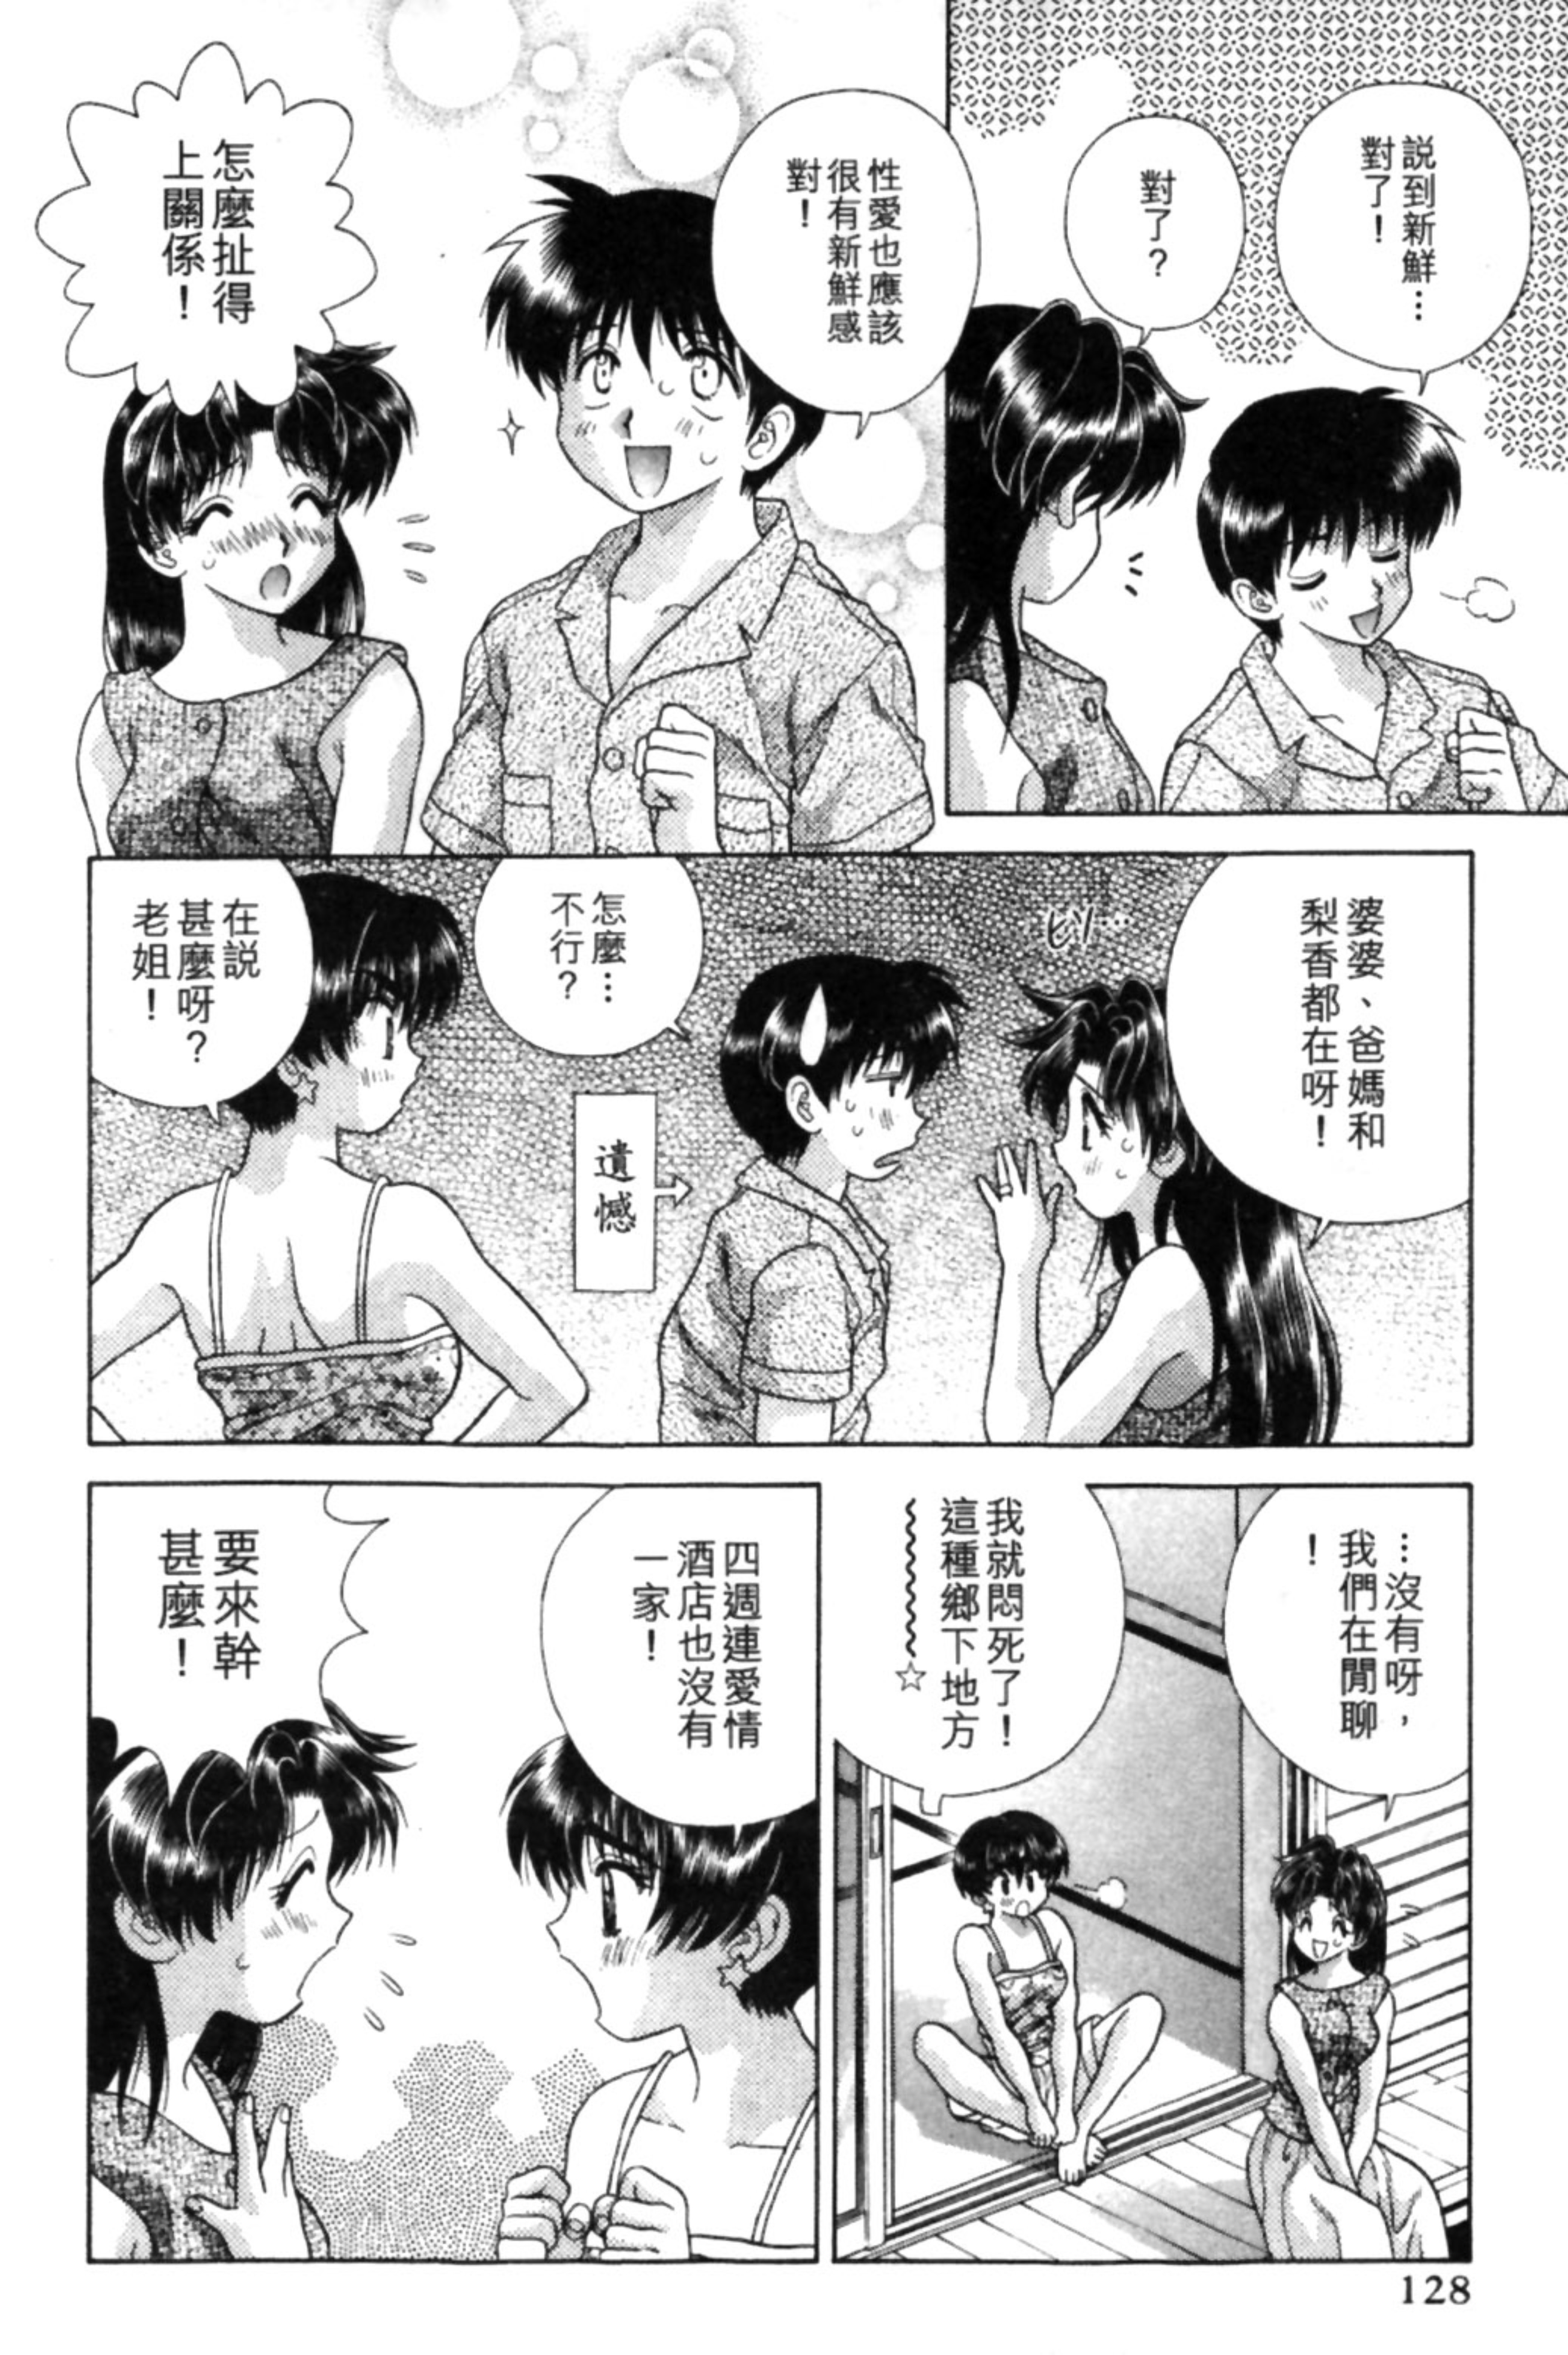 説到新鮮…
對了！
對了？
性愛也應該
很有新鮮感
對！
怎麼扯得
上關係！
婆婆、爸媽和
梨香都在呀！
ビリ…
怎麼…
不行？
遺憾
在説
甚麼呀？
老姐！
…沒有呀，
我們在閒聊
！
我就悶死了！
這種鄉下地方
～～～～☆
四週連愛情
酒店也沒有
一家！
要來幹
甚麼！
128